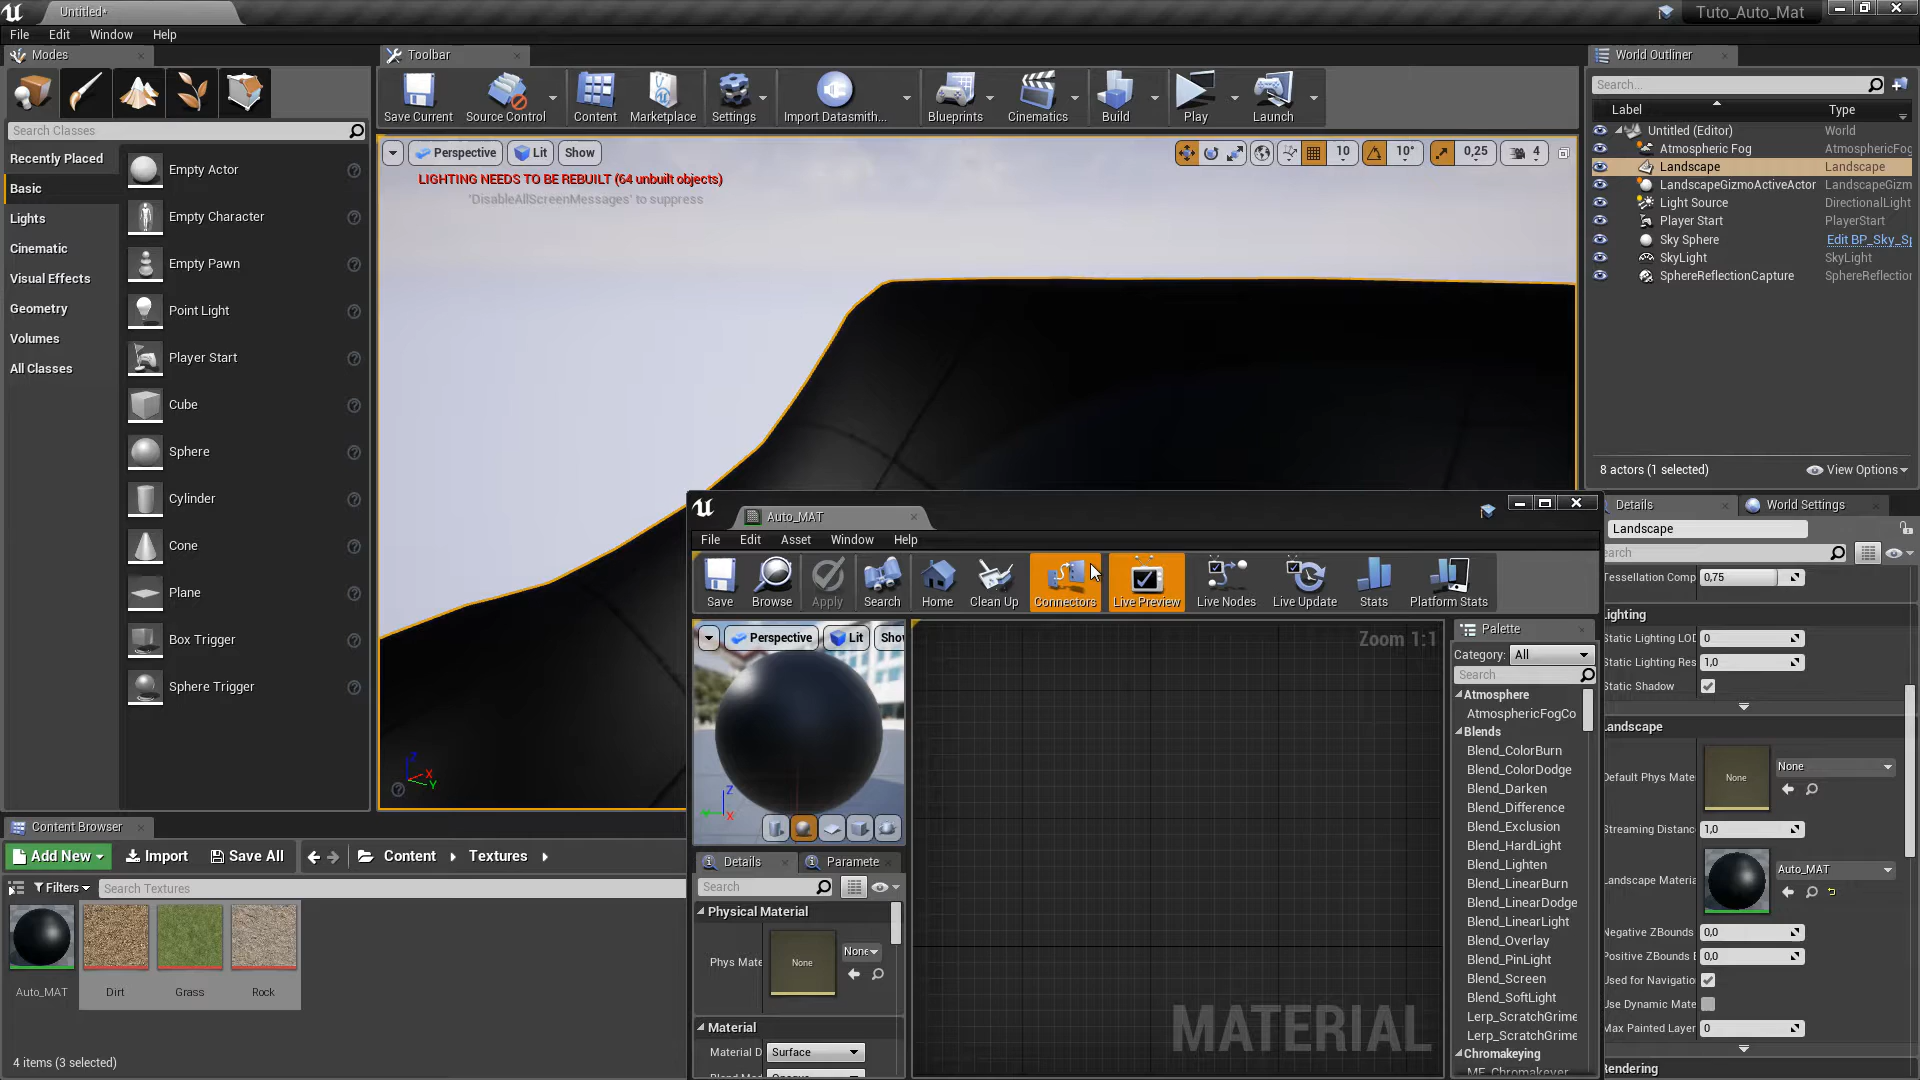 Untitled*
Tuto_Auto_Mat
File Edit Window Help
Modes
Toolbar
World Outliner
Search Classes
Recently Placed
Basic
Lights
Cinematic
Visual Effects
Geometry
Volumes
All Classes
Empty Actor
Empty Character
Empty Pawn
Point Light
Player Start
Cube
Sphere
Cylinder
Cone
Plane
Box Trigger
Sphere Trigger
Save Current
Source Control
Content
Marketplace
Settings
Import Datasmith...
Blueprints
Cinematics
Build
Play
Launch
Perspective
Lit
Show
10
10°
0,25
4
LIGHTING NEEDS TO BE REBUILT (64 unbuilt objects)
'DisableAllScreenMessages' to suppress
Z
X
Y
Search...
Label Type
Untitled (Editor) World
Atmospheric Fog AtmosphericFog
Landscape Landscape
LandscapeGizmoActiveActor LandscapeGizm
Light Source DirectionalLight
Player Start PlayerStart
Sky Sphere Edit BP_Sky_Sp
SkyLight SkyLight
SphereReflectionCapture SphereReflection
8 actors (1 selected)
View Options
Details
World Settings
Landscape
earch
Tessellation Comp 0,75
Lighting
Static Lighting LOD 0
Static Lighting Res 1,0
Static Shadow
Landscape
Default Phys Mate
None
None
Streaming Distanc 1,0
Landscape Materia
Auto_MAT
Negative ZBounds 0,0
Positive ZBounds E 0,0
Used for Navigatio
Use Dynamic Mate
Max Painted Layer 0
Rendering
Auto_MAT
File Edit Asset Window Help
Save
Browse
Apply
Search
Home
Clean Up
Connectors
Live Preview
Live Nodes
Live Update
Stats
Platform Stats
Perspective
Lit
Show
Z
Y
X
Details
Paramete
Search
Physical Material
Phys Mate
None
None
Material
Material D Surface
Blend Mod Opaque
Zoom 1:1
MATERIAL
Palette
Category: All
Search
Atmosphere
AtmosphericFogCo
Blends
Blend_ColorBurn
Blend_ColorDodge
Blend_Darken
Blend_Difference
Blend_Exclusion
Blend_HardLight
Blend_Lighten
Blend_LinearBurn
Blend_LinearDodge
Blend_LinearLight
Blend_Overlay
Blend_PinLight
Blend_Screen
Blend_SoftLight
Lerp_ScratchGrime
Lerp_ScratchGrime
Chromakeying
MF_Chromakeyer
Content Browser
Add New
Import
Save All
Content
Textures
Filters
Search Textures
Auto_MAT
Dirt
Grass
Rock
4 items (3 selected)